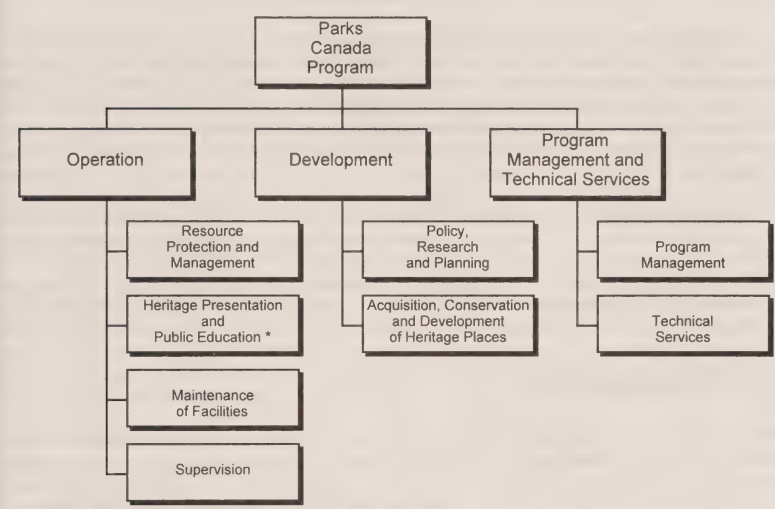 Parks
Canada
Program
Operation
Development
Program
Management and
Technical Services
Resource
Protection and
Management
Heritage Presentation
and
Public Education *
Maintenance
of Facilities
Supervision
Policy,
Research
and Planning
Acquisition, Conservation
and Development
of Heritage Places
Program
Management
Technical
Services